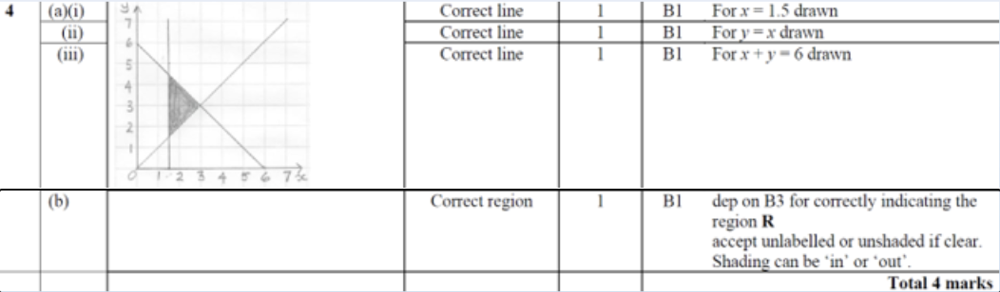 4 (a)(i) Correct line 1 B1 For x = 1.5 drawn
(ii) Correct line 1 B1 For y = x drawn
(iii) Correct line 1 B1 For x + y = 6 drawn
y
7
6
5
4
3
2
1
0 1 2 3 4 5 6 7 x
(b) Correct region 1 B1 dep on B3 for correctly indicating the
region R
accept unlabelled or unshaded if clear.
Shading can be ‘in’ or ‘out’.
Total 4 marks